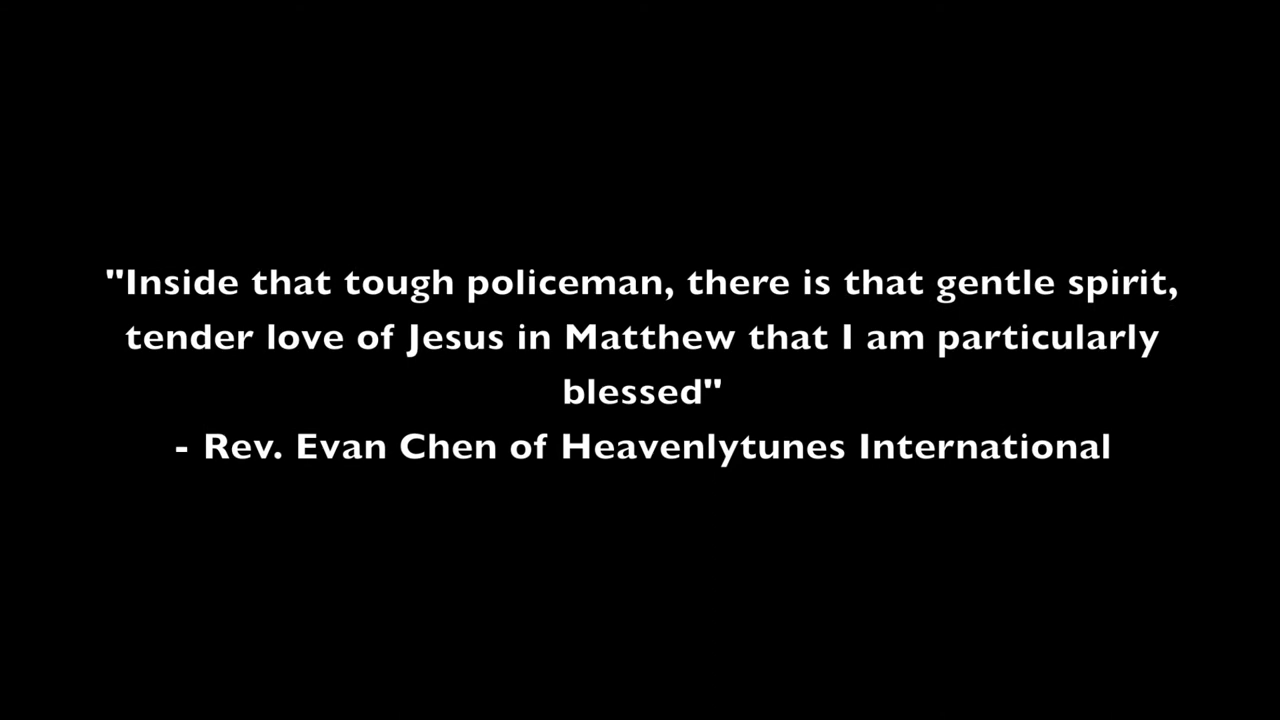 "Inside that tough policeman, there is that gentle spirit,
tender love of Jesus in Matthew that I am particularly
blessed"
- Rev. Evan Chen of Heavenlytunes International